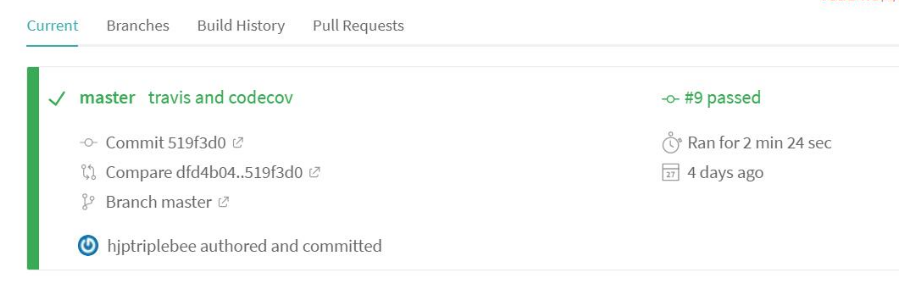 Current Branches Build History Pull Requests
master travis and codecov
#9 passed
Commit 519f3d0
Ran for 2 min 24 sec
Compare dfd4b04..519f3d0
27 4 days ago
Branch master
hjptriplebee authored and committed